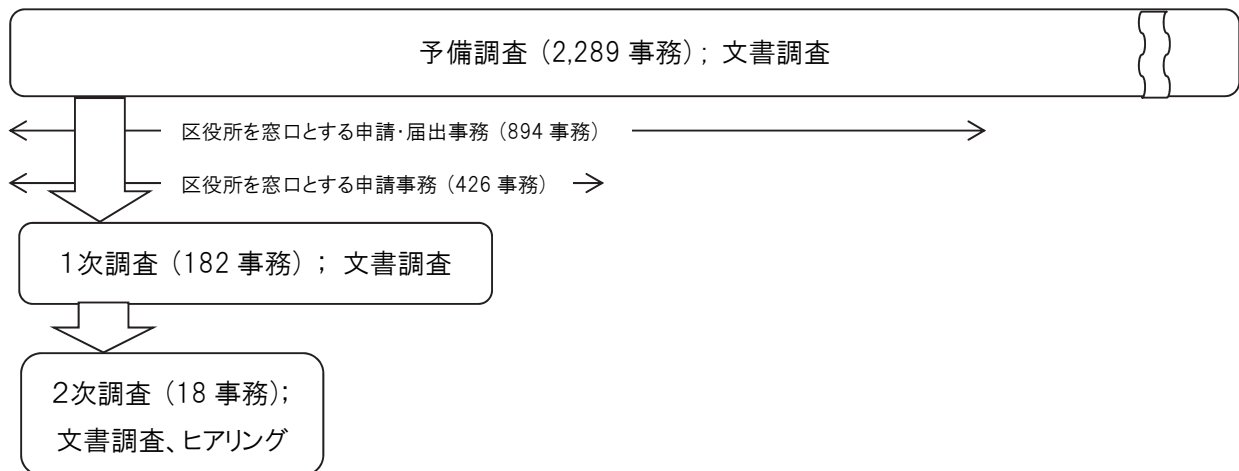 予備調査（2,289 事務）; 文書調査
区役所を窓口とする申請・届出事務（894 事務）
区役所を窓口とする申請事務（426 事務）
1次調査（182 事務）; 文書調査
2次調査（18 事務）;
文書調査、ヒアリング